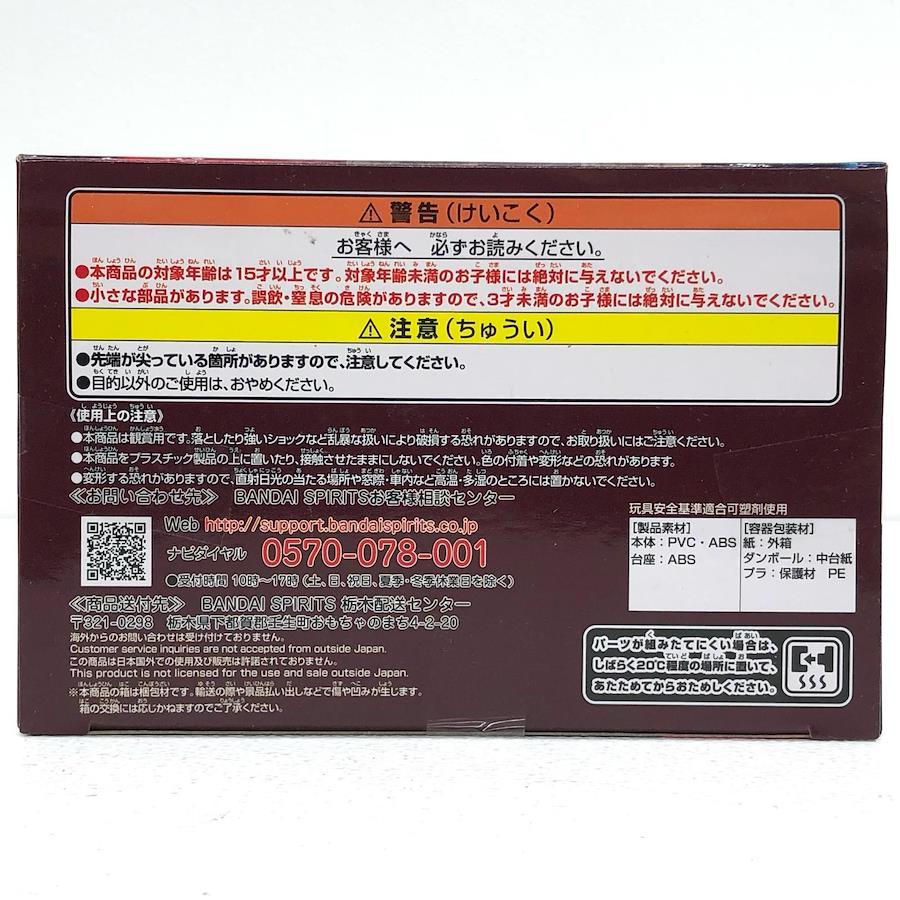 ⚠ 警告(けいこく)
お客様へ 必ずお読みください。
●本商品の対象年齢は15才以上です。対象年齢未満のお子様には絶対に与えないでください。
●小さな部品があります。誤飲・窒息の危険がありますので、3才未満のお子様には絶対に与えないでください。
⚠ 注意(ちゅうい)
●先端が尖っている箇所がありますので、注意してください。
●目的以外のご使用は、おやめください。
《使用上の注意》
●本商品は観賞用です。落としたり強いショックなど乱暴な扱いにより破損する恐れがありますので、お取り扱いにはご注意ください。
●本商品をプラスチック製品の上に置いたり、接触させたままにしないでください。色の付着や変形などの恐れがあります。
●変形する恐れがありますので、直射日光の当たる場所や窓際・車内など高温・多湿のところには置かないでください。
≪お問い合わせ先≫ BANDAI SPIRITSお客様相談センター
Web http://support.bandaispirits.co.jp
ナビダイヤル 0570-078-001
●受付時間 10時〜17時(土、日、祝日、夏季・冬季休業日を除く)
≪商品送付先≫ BANDAI SPIRITS 栃木配送センター
〒321-0298 栃木県下都賀郡壬生町おもちゃのまち4-2-20
海外からのお問い合わせは受け付けておりません。
Customer service inquiries are not accepted from outside Japan.
この商品は日本国外での使用及び販売は許諾されておりません。
This product is not licensed for the use and sale outside Japan.
※本商品の箱は梱包材です。輸送の際や景品払い出しなどで傷や凹みが生じます。
箱の交換には応じかねますのでご了承ください。
玩具安全基準適合可塑剤使用
【製品素材】
本体:PVC・ABS
台座:ABS
【容器包装材】
紙:外箱
ダンボール:中台紙
プラ:保護材 PE
パーツが組みたてにくい場合は、
しばらく20℃程度の場所に置いて、
あたためてからおためしください。